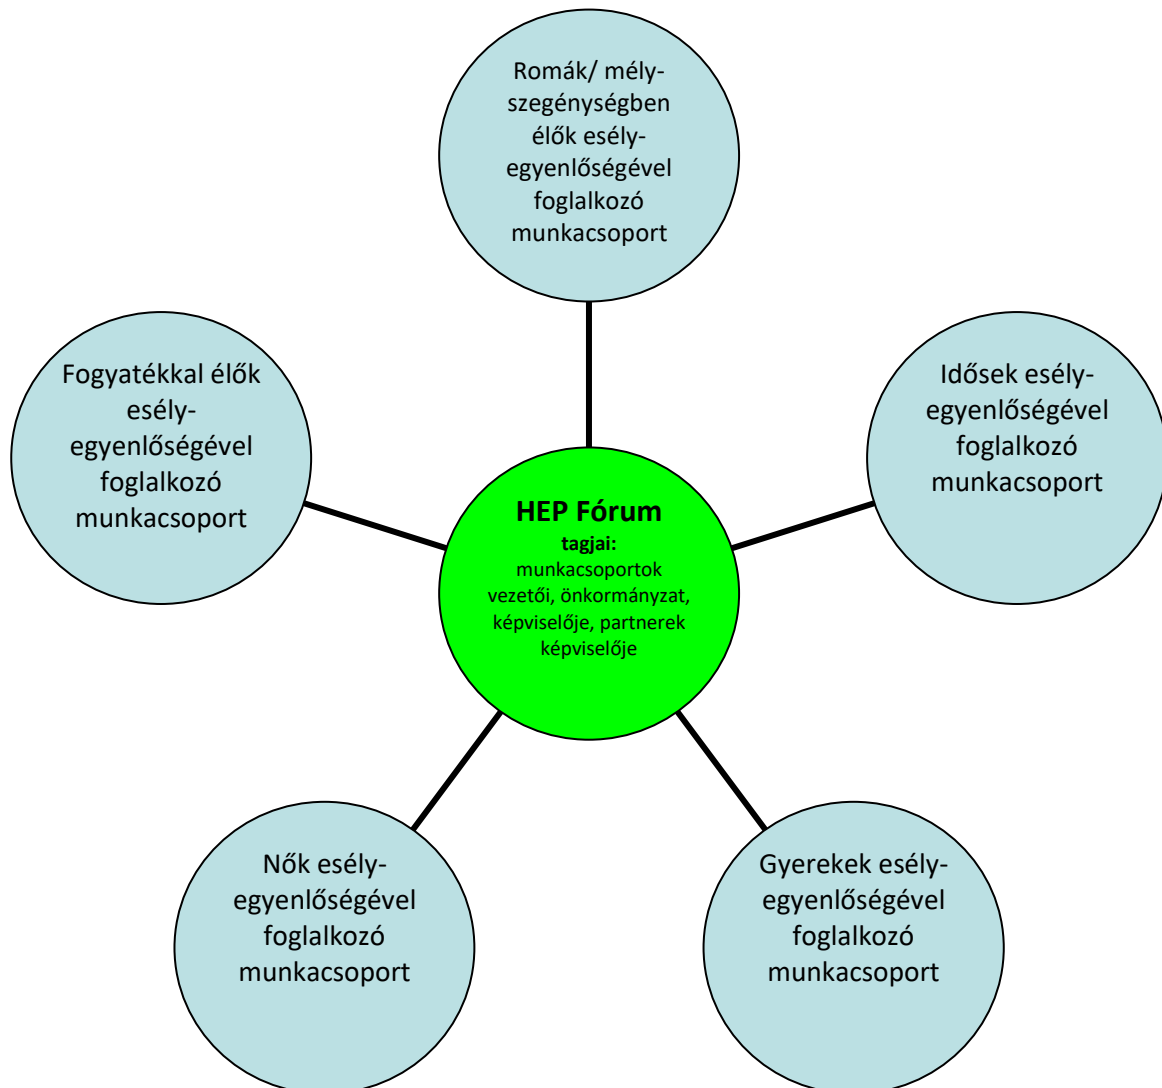 Romák/ mély-
szegénységben
élők esély-
egyenlőségével
foglalkozó
munkacsoport
Fogyatékkal élők
esély-
egyenlőségével
foglalkozó
munkacsoport
Idősek esély-
egyenlőségével
foglalkozó
munkacsoport
HEP Fórum
tagjai:
munkacsoportok
vezetői, önkormányzat,
képviselője, partnerek
képviselője
Nők esély-
egyenlőségével
foglalkozó
munkacsoport
Gyerekek esély-
egyenlőségével
foglalkozó
munkacsoport